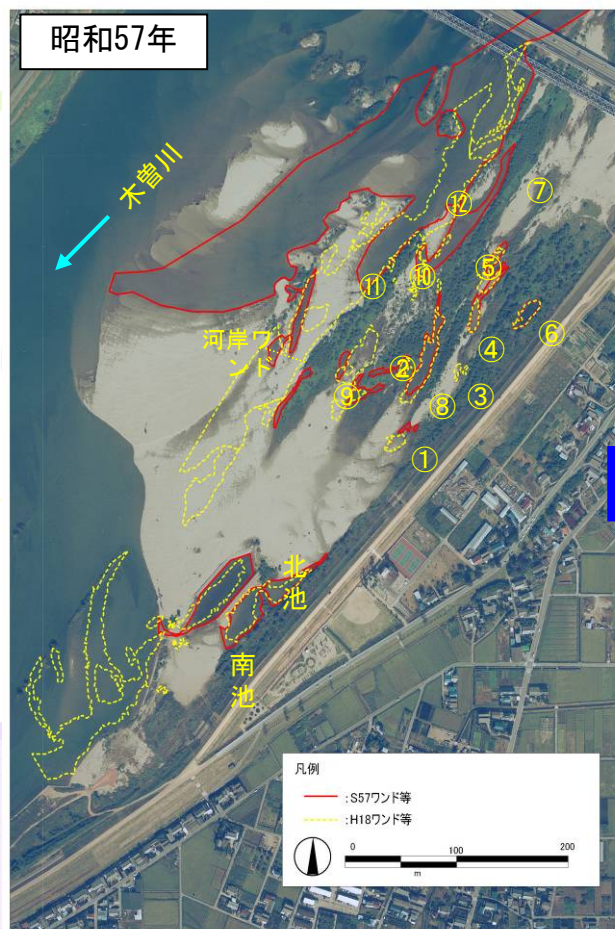 昭和57年
木曽川
⑦
⑫
⑤
⑩
⑪
⑥
河岸ワ
ンド
④
②
⑨
③
⑧
①
北
池
南
池
凡例
:S57ワンド等
:H18ワンド等
0 100 200
m